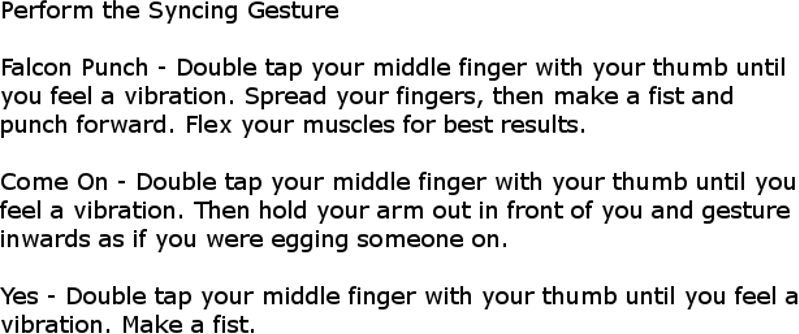 Perform the Syncing Gesture
Falcon Punch - Double tap your middle finger with your thumb until
you feel a vibration. Spread your fingers, then make a fist and
punch forward. Flex your muscles for best results.
Come On - Double tap your middle finger with your thumb until you
feel a vibration. Then hold your arm out in front of you and gesture
inwards as if you were egging someone on.
Yes - Double tap your middle finger with your thumb until you feel a
vibration. Make a fist.